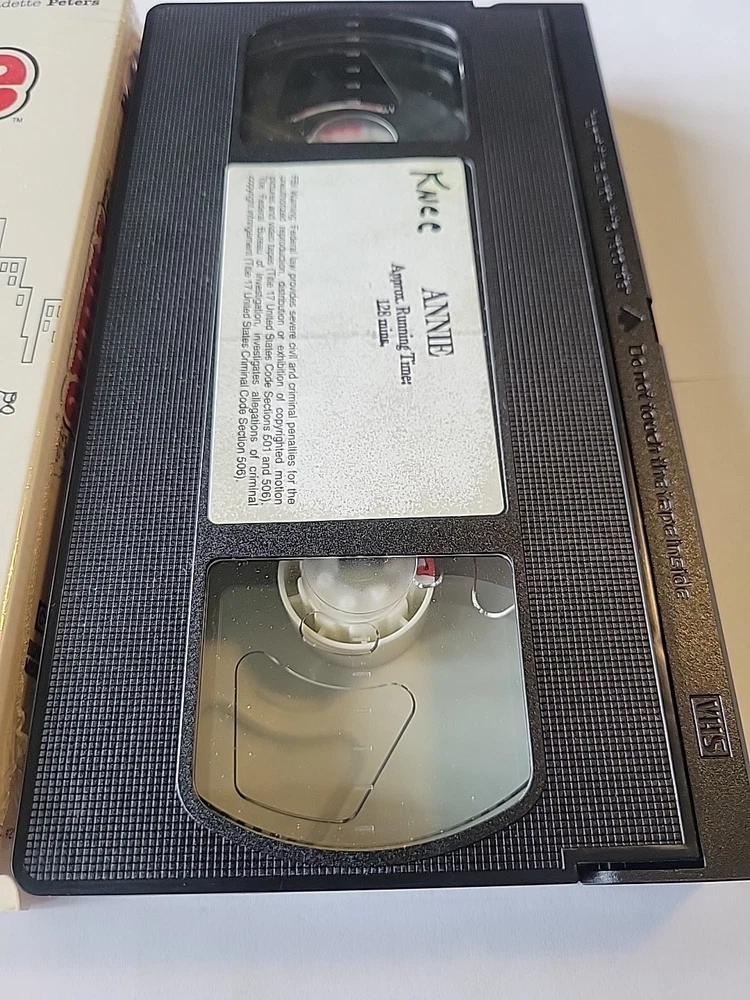 Peters
Knee
ANNIE
Approx. Running Time:
128 mins.
FBI Warning: Federal law provides severe civil and criminal penalties for the
unauthorized reproduction, distribution or exhibition of copyrighted motion
pictures and video tapes (Title 17 United States Code Sections 501 and 506).
The Federal Bureau of Investigation, investigates allegations of criminal
copyright infringement (Title 17 United States Criminal Code Section 506).
Do not touch the tape inside
VHS
TM